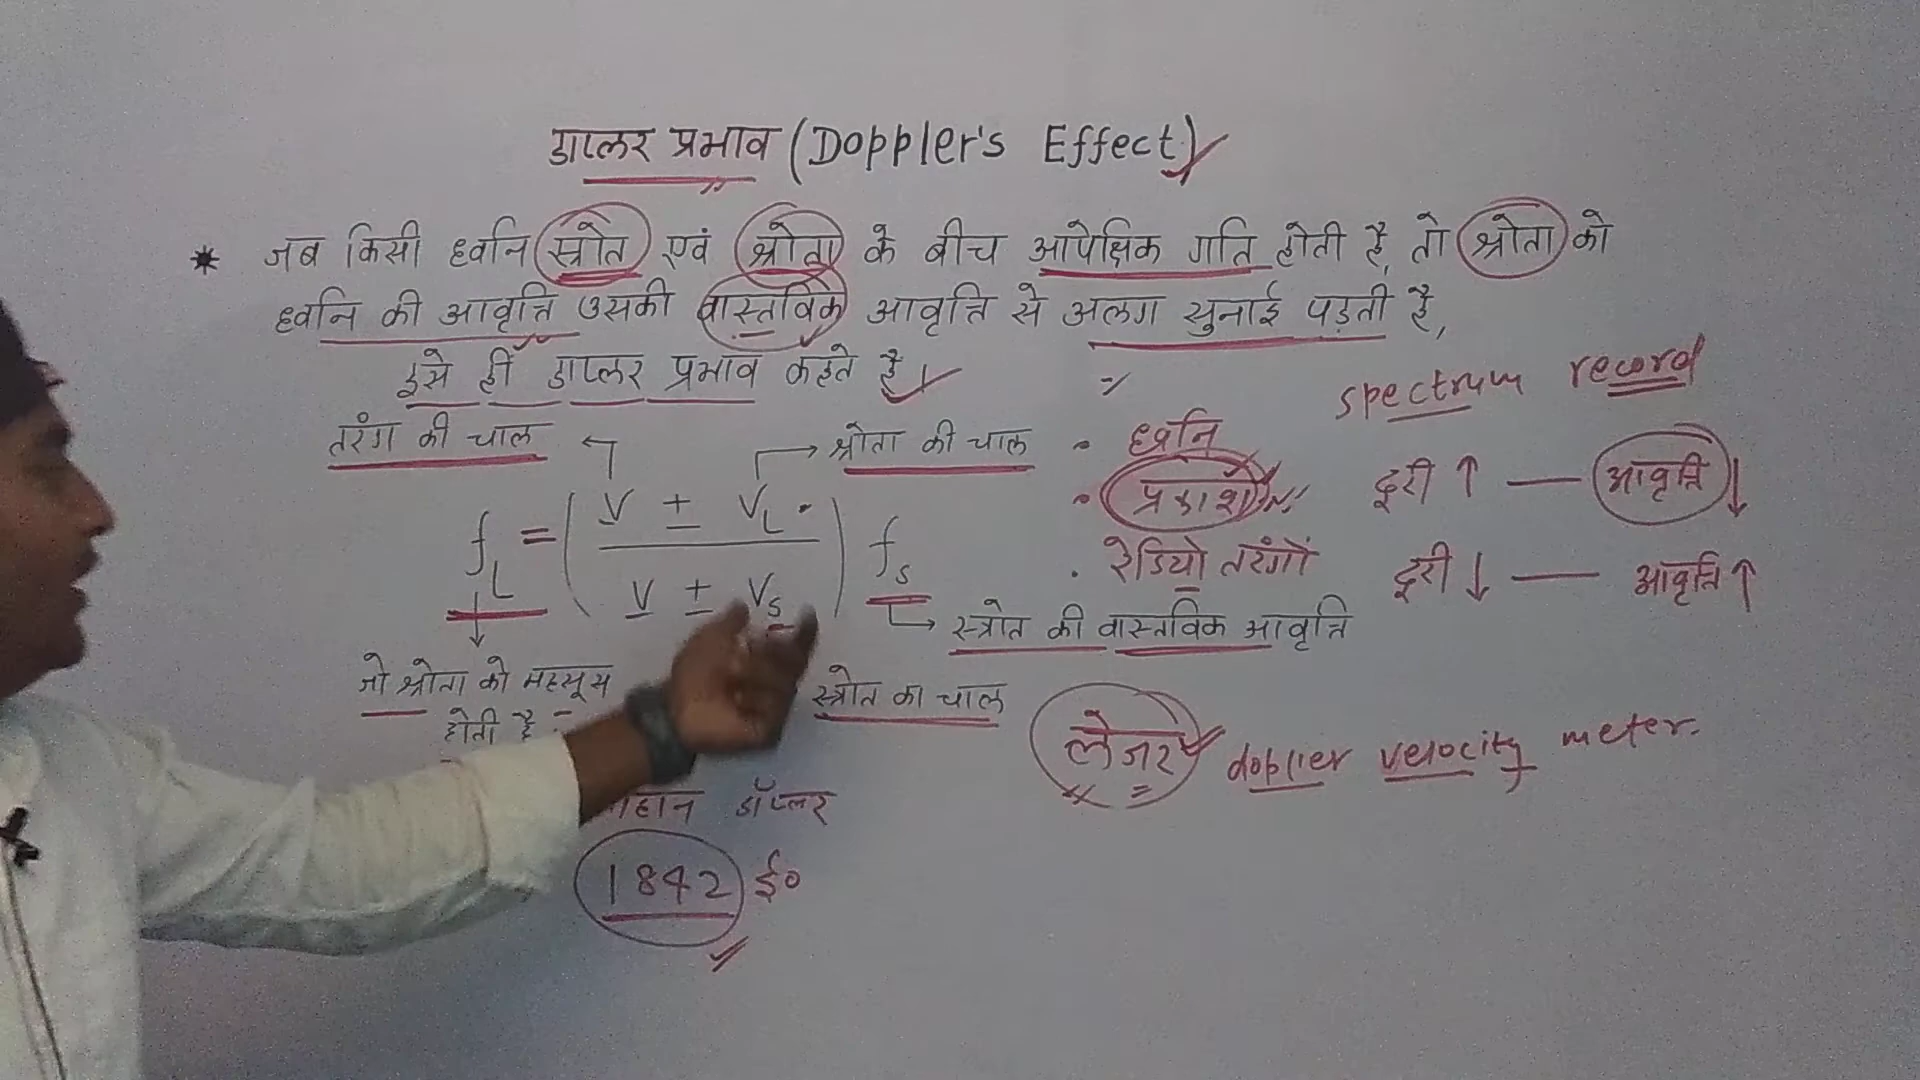 डाप्लर प्रभाव (Doppler's Effect)
* जब किसी ध्वनि स्त्रोत एवं श्रोता के बीच आपेक्षिक गति होती है, तो श्रोता को
ध्वनि की आवृत्ति उसकी वास्तविक आवृत्ति से अलग सुनाई पड़ती है,
इसे ही डाप्लर प्रभाव कहते है।
spectrum record
तरंग की चाल
श्रोता की चाल
• ध्वनि
• प्रकाश
दूरी ↑ — आवृत्ति ↓
f_L = ( V ± V_L / V ± V_S ) f_s
• रेडियो तरंगों
दूरी ↓ — आवृत्ति ↑
स्त्रोत की वास्तविक आवृत्ति
जो श्रोता को महसूस
होती है
स्त्रोत का चाल
लेजर doplier velocity meter.
डॉप्लर
1842 ई०